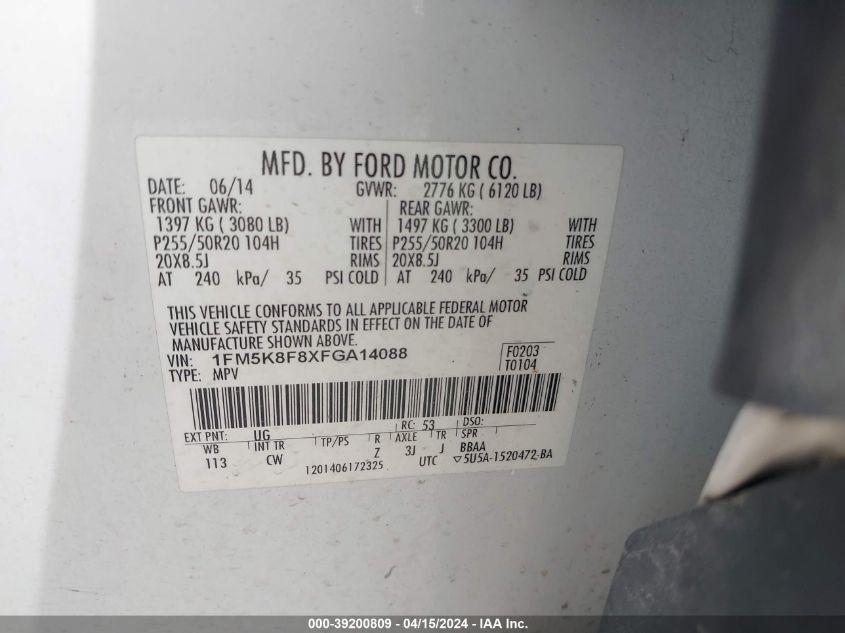 MFD. BY FORD MOTOR CO.
DATE: 06/14 GVWR: 2776 KG ( 6120 LB)
FRONT GAWR: REAR GAWR:
1397 KG ( 3080 LB) WITH 1497 KG ( 3300 LB) WITH
P255/50R20 104H TIRES P255/50R20 104H TIRES
20X8.5J RIMS 20X8.5J RIMS
AT 240 kPa/ 35 PSI COLD AT 240 kPa/ 35 PSI COLD
THIS VEHICLE CONFORMS TO ALL APPLICABLE FEDERAL MOTOR
VEHICLE SAFETY STANDARDS IN EFFECT ON THE DATE OF
MANUFACTURE SHOWN ABOVE.
VIN: 1FM5K8F8XFGA14088 F0203
TYPE: MPV T0104
EXT PNT: UG RC: 53 DSO:
WB INT TR TP/PS R AXLE TR SPR
113 CW Z 3J J BBAA
1201406172325 UTC ▽5U5A-1520472-BA
000-39200809 - 04/15/2024 - IAA Inc.